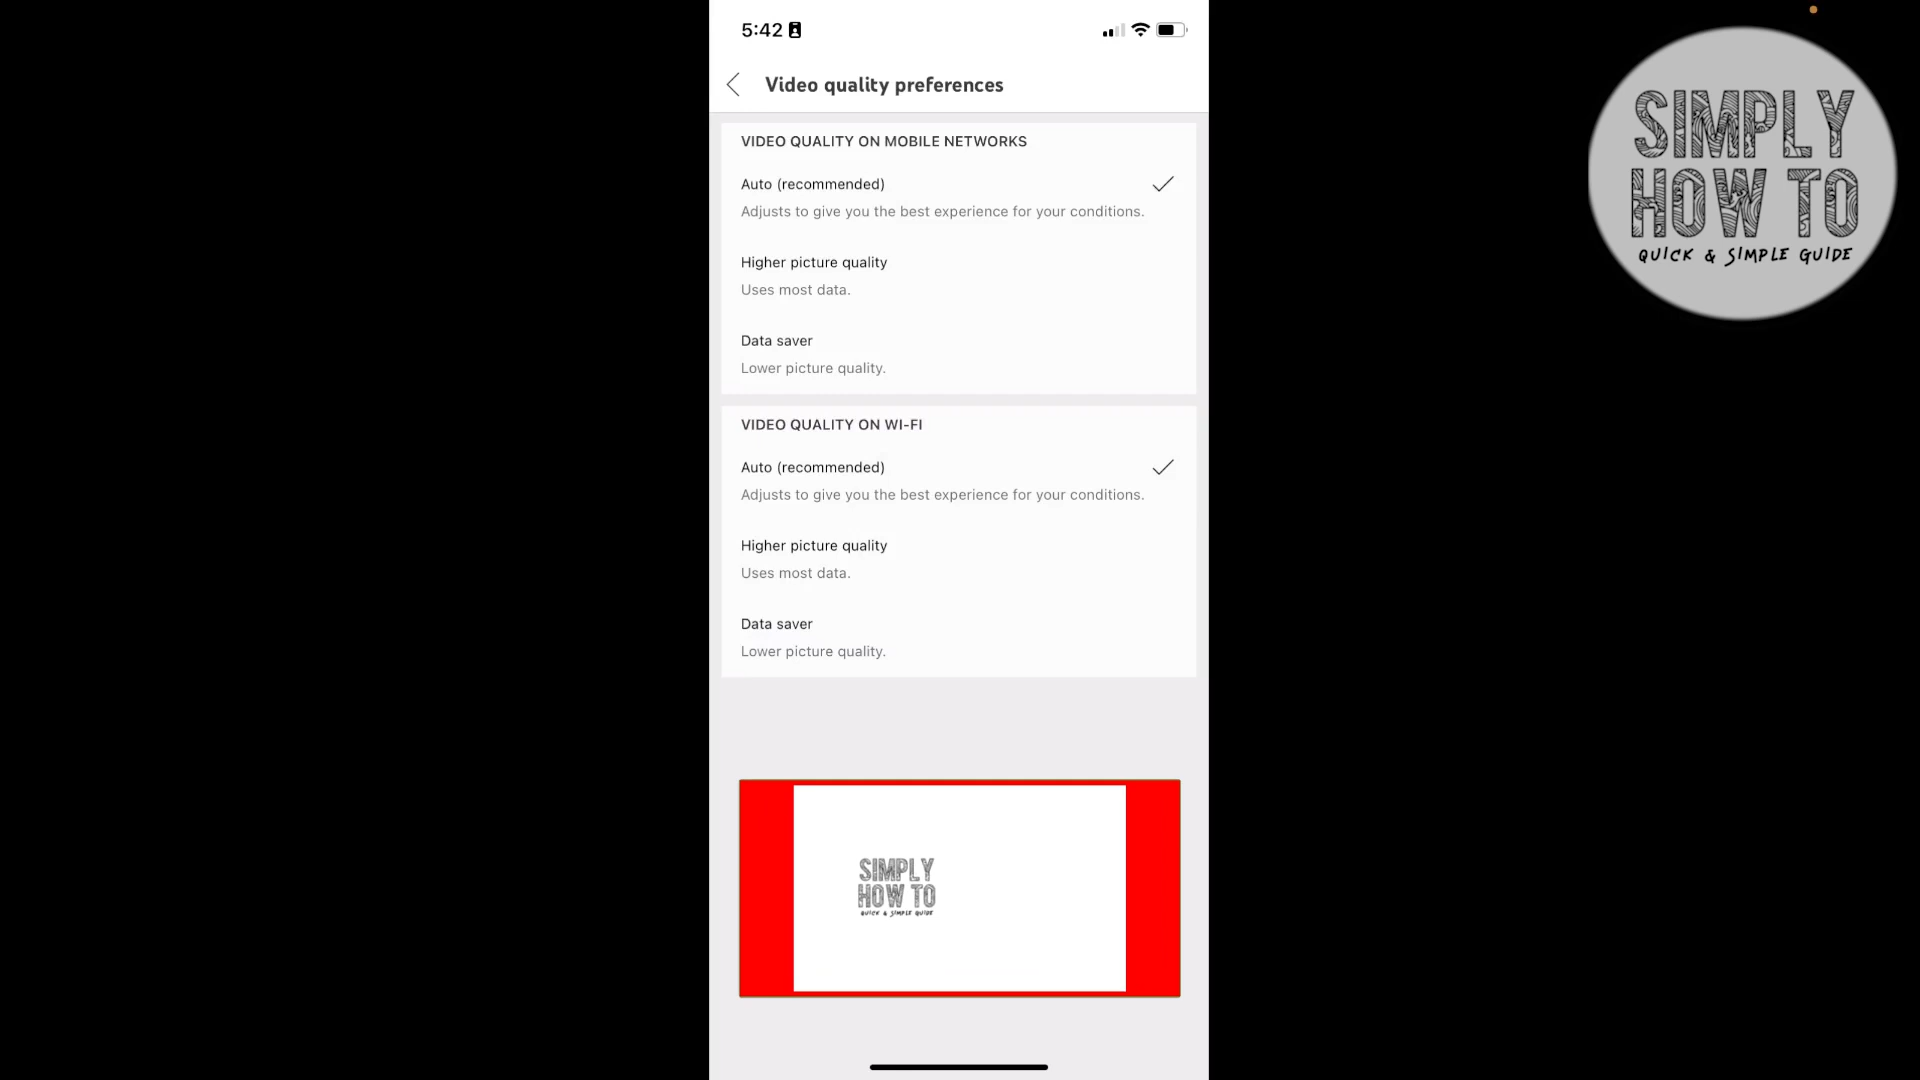 5:42
Video quality preferences
VIDEO QUALITY ON MOBILE NETWORKS
Auto (recommended)
Adjusts to give you the best experience for your conditions.
Higher picture quality
Uses most data.
Data saver
Lower picture quality.
VIDEO QUALITY ON WI-FI
Auto (recommended)
Adjusts to give you the best experience for your conditions.
Higher picture quality
Uses most data.
Data saver
Lower picture quality.
SIMPLY
HOW TO
QUICK & SIMPLE GUIDE
SIMPLY
HOW TO
QUICK & SIMPLE GUIDE